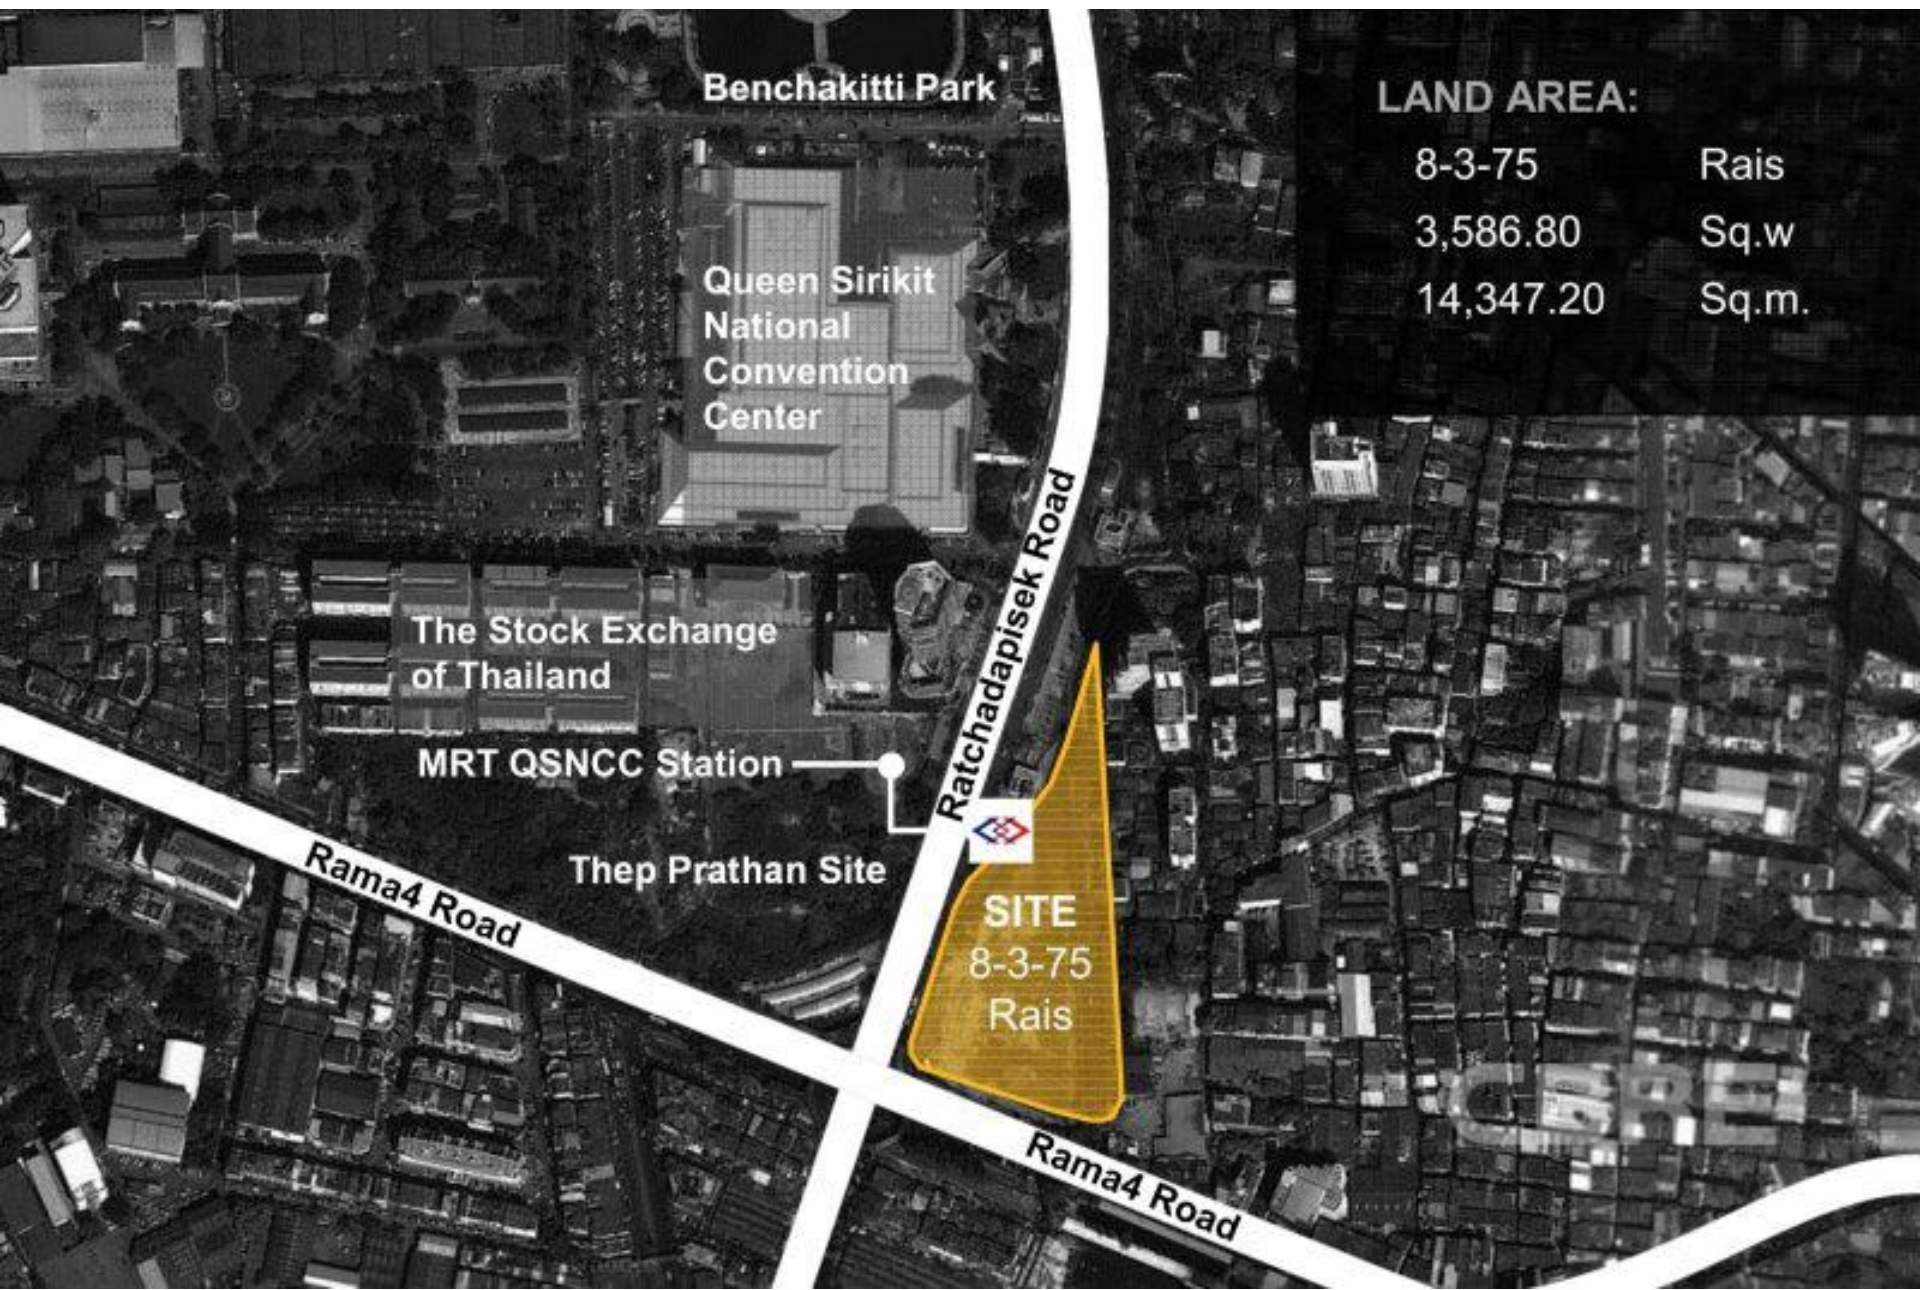 Benchakitti Park
LAND AREA:
8-3-75 Rais
3,586.80 Sq.w
14,347.20 Sq.m.
Queen Sirikit
National
Convention
Center
Ratchadapisek Road
The Stock Exchange
of Thailand
MRT QSNCC Station
Thep Prathan Site
Rama4 Road
SITE
8-3-75
Rais
CBRE
Rama4 Road